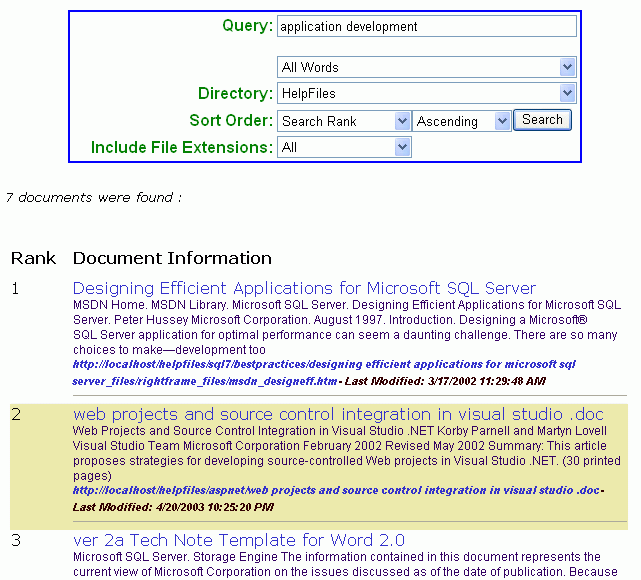 Query: application development
All Words
Directory: HelpFiles
Sort Order: Search Rank Ascending Search
Include File Extensions: All
7 documents were found :
Rank Document Information
1 Designing Efficient Applications for Microsoft SQL Server
MSDN Home. MSDN Library. Microsoft SQL Server. Designing Efficient Applications for Microsoft SQL
Server. Peter Hussey Microsoft Corporation. August 1997. Introduction. Designing a Microsoft®
SQL Server application for optimal performance can seem a daunting challenge. There are so many
choices to make—development too
http://localhost/helpfiles/sql7/bestpractices/designing efficient applications for microsoft sql
server_files/rightframe_files/msdn_designeff.htm - Last Modified: 3/17/2002 11:29:48 AM
2 web projects and source control integration in visual studio .doc
Web Projects and Source Control Integration in Visual Studio .NET Korby Parnell and Martyn Lovell
Visual Studio Team Microsoft Corporation February 2002 Revised May 2002 Summary: This article
proposes strategies for developing source-controlled Web projects in Visual Studio .NET. (30 printed
pages)
http://localhost/helpfiles/aspnet/web projects and source control integration in visual studio .doc -
Last Modified: 4/20/2003 10:25:20 PM
3 ver 2a Tech Note Template for Word 2.0
Microsoft SQL Server. Storage Engine The information contained in this document represents the
current view of Microsoft Corporation on the issues discussed as of the date of publication. Because